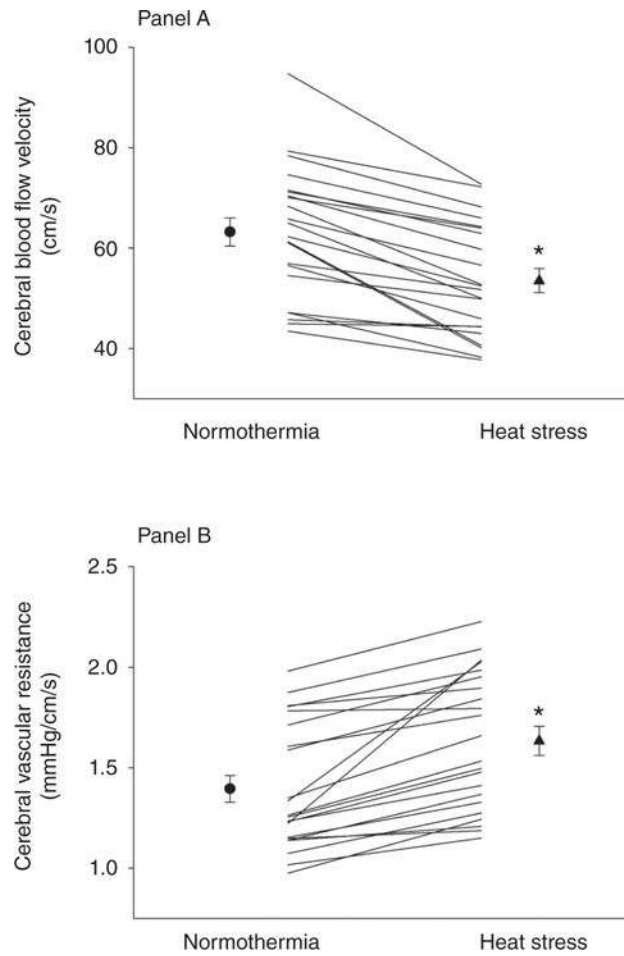 Panel A
Cerebral blood flow velocity
(cm/s)
100
80
60
40
*
Normothermia
Heat stress
Panel B
Cerebral vascular resistance
(mmHg/cm/s)
2.5
2.0
1.5
1.0
*
Normothermia
Heat stress